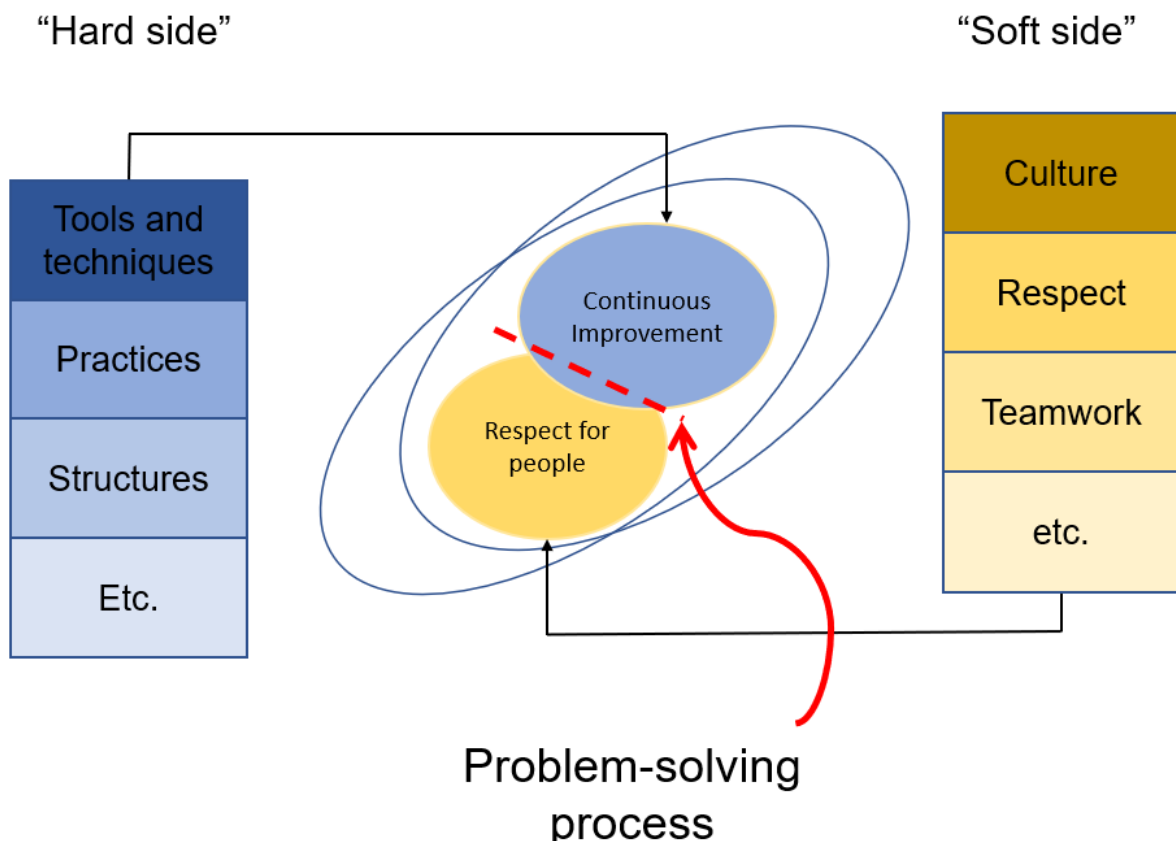 “Hard side”
“Soft side”
Tools and
techniques
Practices
Structures
Etc.
Continuous
Improvement
Respect for
people
Culture
Respect
Teamwork
etc.
Problem-solving
process